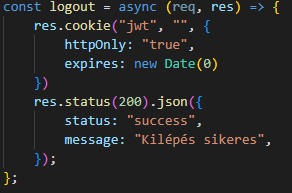 const logout = async (req, res) => {
    res.cookie("jwt", "", {
        httpOnly: "true",
        expires: new Date(0)
    })
    res.status(200).json({
        status: "success",
        message: "Kilépés sikeres",
    });
};